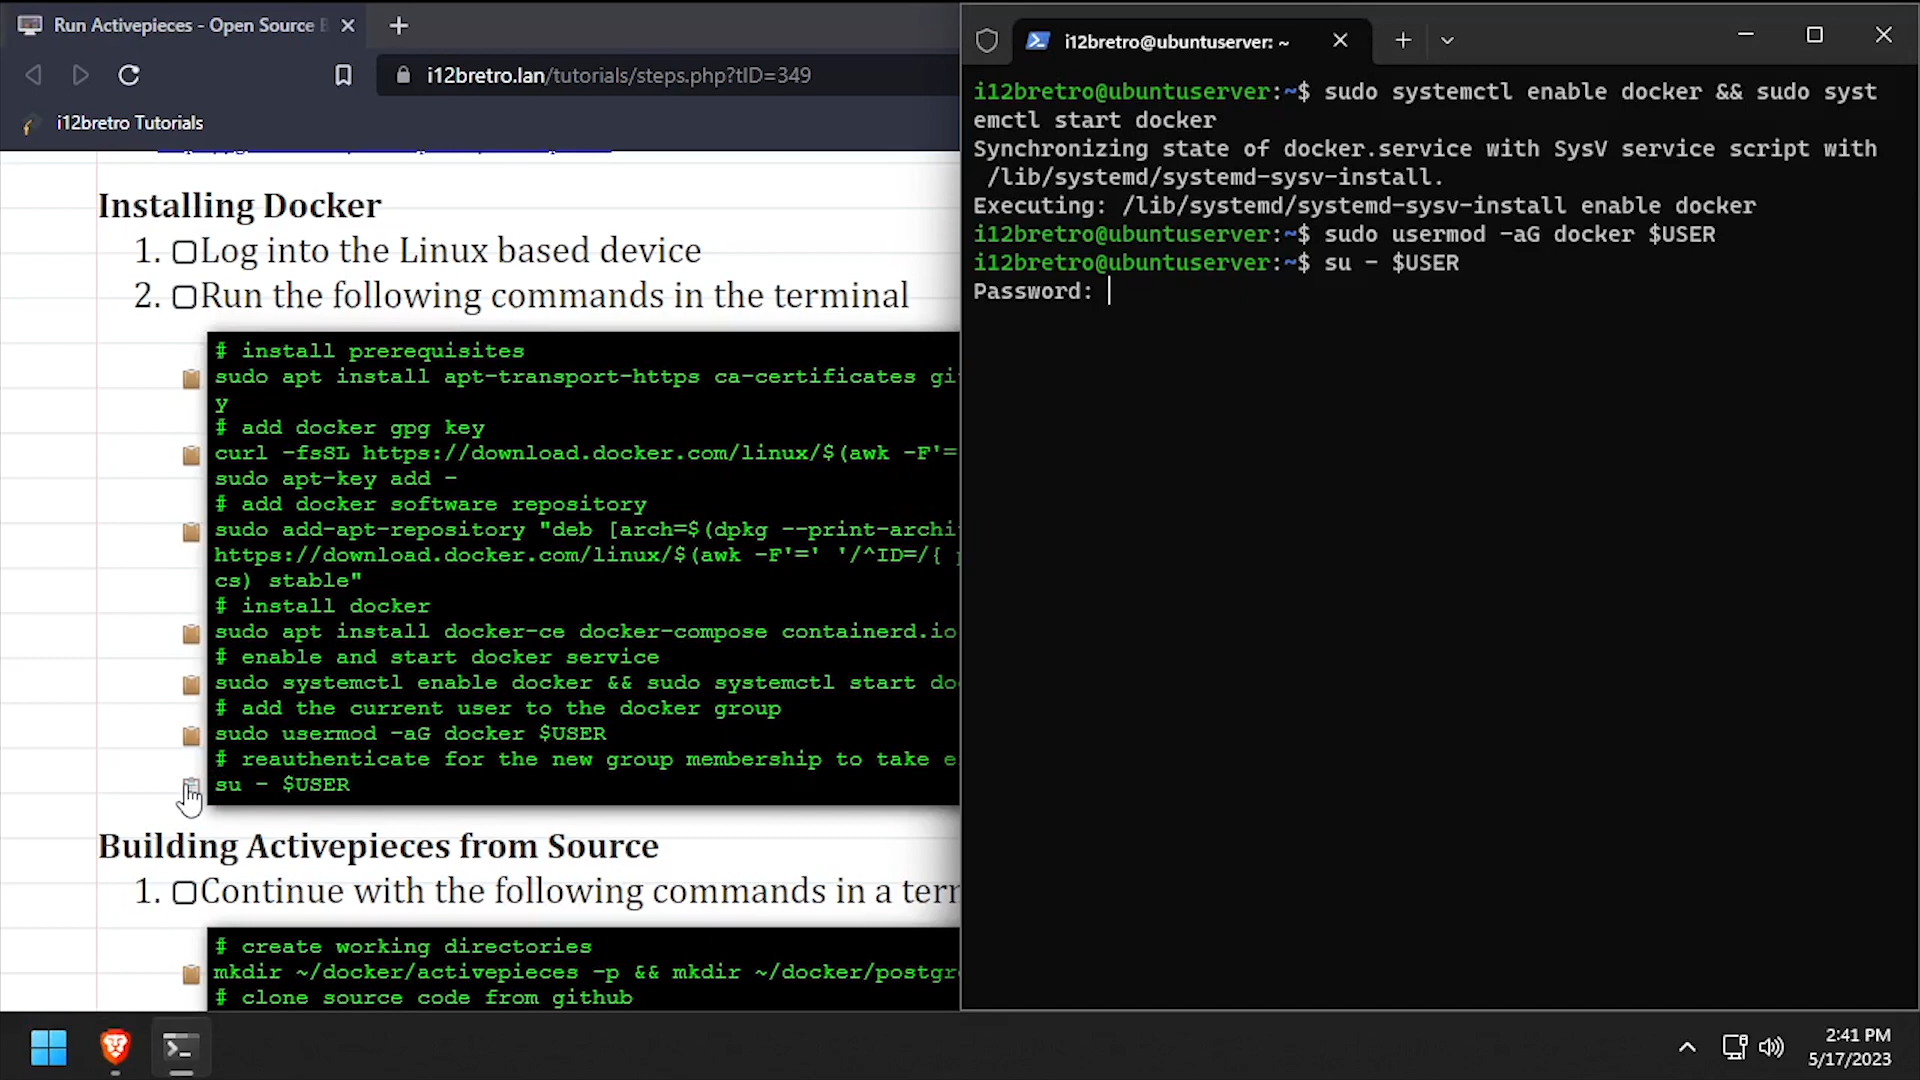 Run Activepieces - Open Source
i12bretro.lan/tutorials/steps.php?tID=349
i12bretro Tutorials
Installing Docker
1. Log into the Linux based device
2. Run the following commands in the terminal
# install prerequisites
sudo apt install apt-transport-https ca-certificates gi
y
# add docker gpg key
curl -fsSL https://download.docker.com/linux/$(awk -F'=
sudo apt-key add -
# add docker software repository
sudo add-apt-repository "deb [arch=$(dpkg --print-archi
https://download.docker.com/linux/$(awk -F'=' '/^ID=/{
cs) stable"
# install docker
sudo apt install docker-ce docker-compose containerd.io
# enable and start docker service
sudo systemctl enable docker && sudo systemctl start do
# add the current user to the docker group
sudo usermod -aG docker $USER
# reauthenticate for the new group membership to take e
su - $USER
Building Activepieces from Source
1. Continue with the following commands in a ter
# create working directories
mkdir ~/docker/activepieces -p && mkdir ~/docker/postgr
# clone source code from github
i12bretro@ubuntuserver: ~
i12bretro@ubuntuserver:~$ sudo systemctl enable docker && sudo syst
emctl start docker
Synchronizing state of docker.service with SysV service script with
/lib/systemd/systemd-sysv-install.
Executing: /lib/systemd/systemd-sysv-install enable docker
i12bretro@ubuntuserver:~$ sudo usermod -aG docker $USER
i12bretro@ubuntuserver:~$ su - $USER
Password:
2:41 PM
5/17/2023